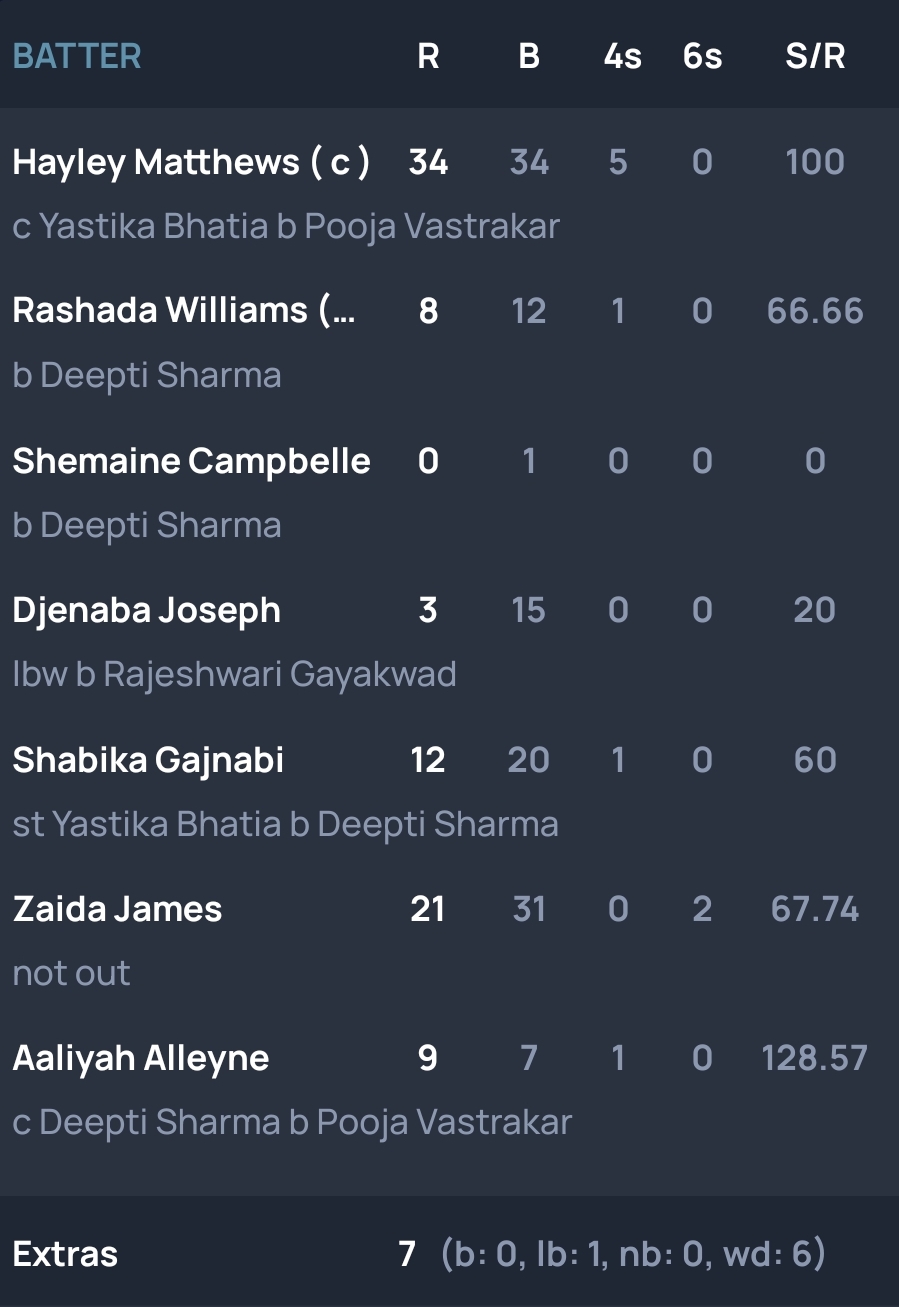 BATTER R B 4s 6s S/R
Hayley Matthews ( c ) 34 34 5 0 100
c Yastika Bhatia b Pooja Vastrakar
Rashada Williams (... 8 12 1 0 66.66
b Deepti Sharma
Shemaine Campbelle 0 1 0 0 0
b Deepti Sharma
Djenaba Joseph 3 15 0 0 20
lbw b Rajeshwari Gayakwad
Shabika Gajnabi 12 20 1 0 60
st Yastika Bhatia b Deepti Sharma
Zaida James 21 31 0 2 67.74
not out
Aaliyah Alleyne 9 7 1 0 128.57
c Deepti Sharma b Pooja Vastrakar
Extras 7 (b: 0, lb: 1, nb: 0, wd: 6)